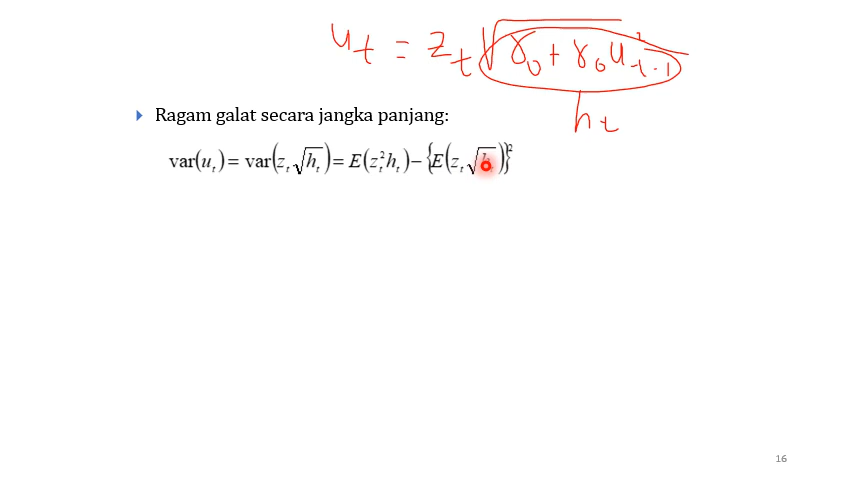 u_t = z_t √(γ_0 + γ_0 u²_{t-1})
h_t
Ragam galat secara jangka panjang:
var(u_t) = var(z_t √h_t) = E(z_t² h_t) − {E(z_t √h_t)}²
16